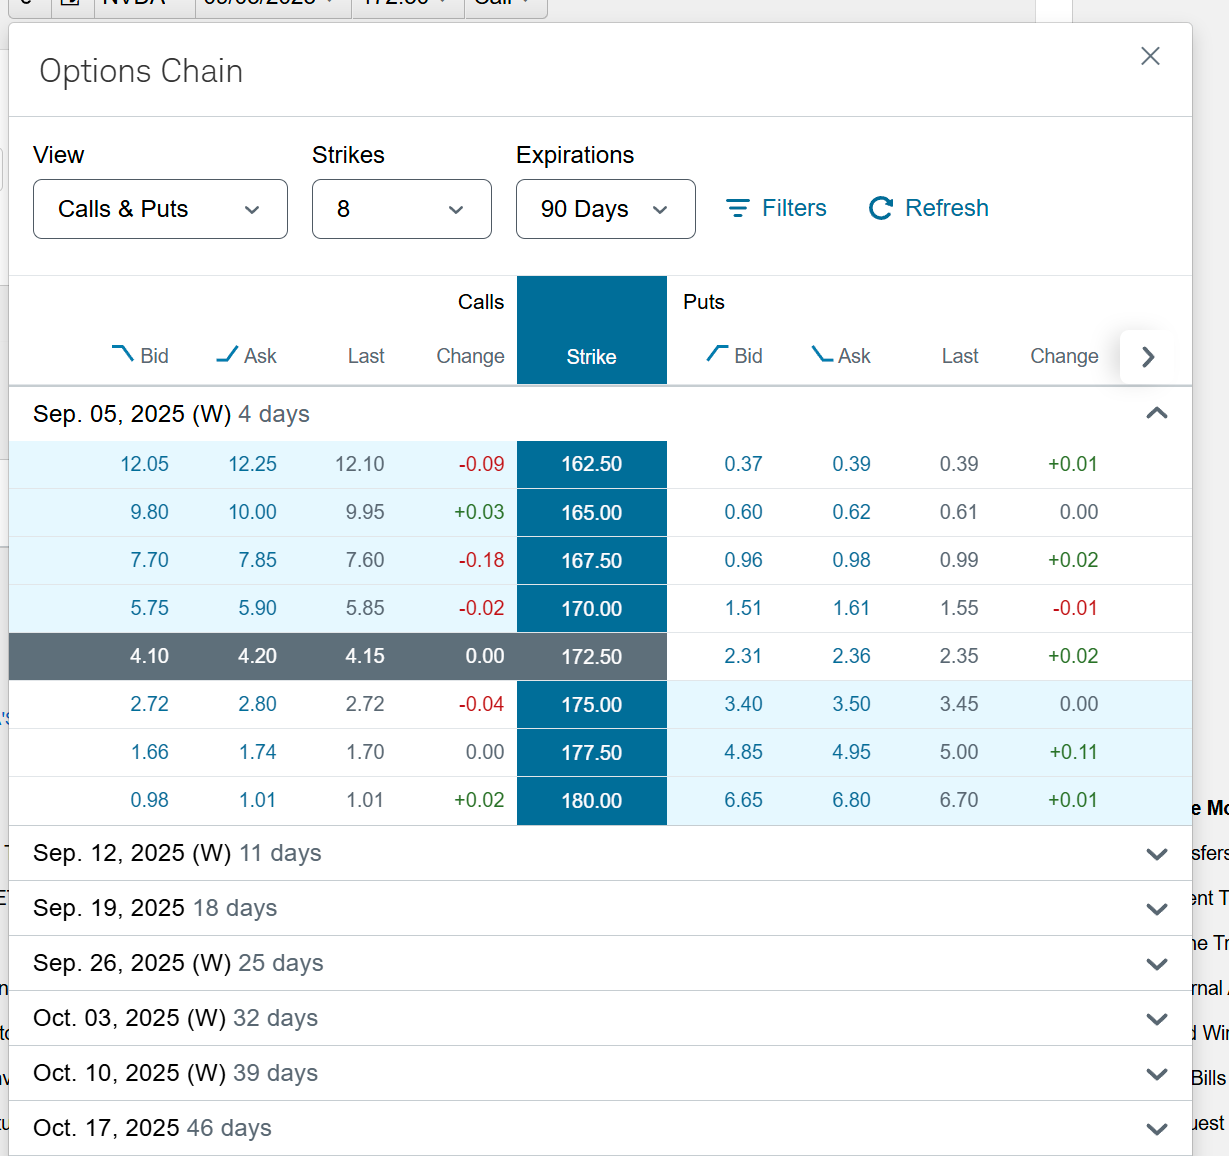 Options Chain
View Strikes Expirations
Calls & Puts 8 90 Days Filters Refresh
Calls Puts
Bid Ask Last Change Strike Bid Ask Last Change
Sep. 05, 2025 (W) 4 days
12.05 12.25 12.10 -0.09 162.50 0.37 0.39 0.39 +0.01
9.80 10.00 9.95 +0.03 165.00 0.60 0.62 0.61 0.00
7.70 7.85 7.60 -0.18 167.50 0.96 0.98 0.99 +0.02
5.75 5.90 5.85 -0.02 170.00 1.51 1.61 1.55 -0.01
4.10 4.20 4.15 0.00 172.50 2.31 2.36 2.35 +0.02
2.72 2.80 2.72 -0.04 175.00 3.40 3.50 3.45 0.00
1.66 1.74 1.70 0.00 177.50 4.85 4.95 5.00 +0.11
0.98 1.01 1.01 +0.02 180.00 6.65 6.80 6.70 +0.01
Sep. 12, 2025 (W) 11 days
Sep. 19, 2025 18 days
Sep. 26, 2025 (W) 25 days
Oct. 03, 2025 (W) 32 days
Oct. 10, 2025 (W) 39 days
Bills
Oct. 17, 2025 46 days